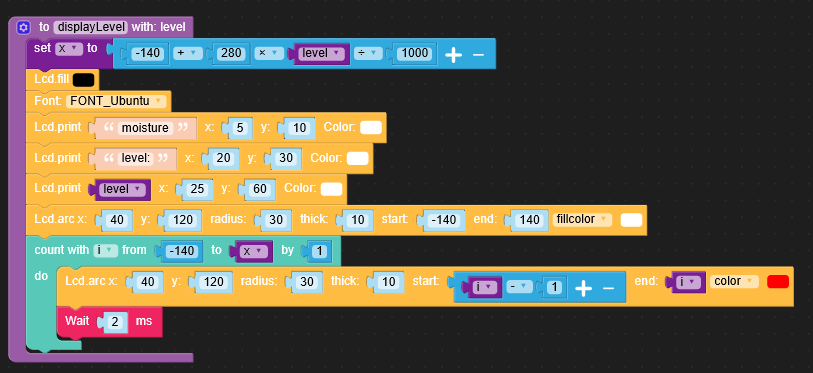 to displayLevel with: level
set x to -140 + 280 × level ÷ 1000 + −
Lcd.fill
Font: FONT_Ubuntu
Lcd.print “ moisture ” x: 5 y: 10 Color:
Lcd.print “ level: ” x: 20 y: 30 Color:
Lcd.print level x: 25 y: 60 Color:
Lcd.arc x: 40 y: 120 radius: 30 thick: 10 start: -140 end: 140 fillcolor
count with i from -140 to x by 1
do Lcd.arc x: 40 y: 120 radius: 30 thick: 10 start: i - 1 + − end: i color
Wait 2 ms